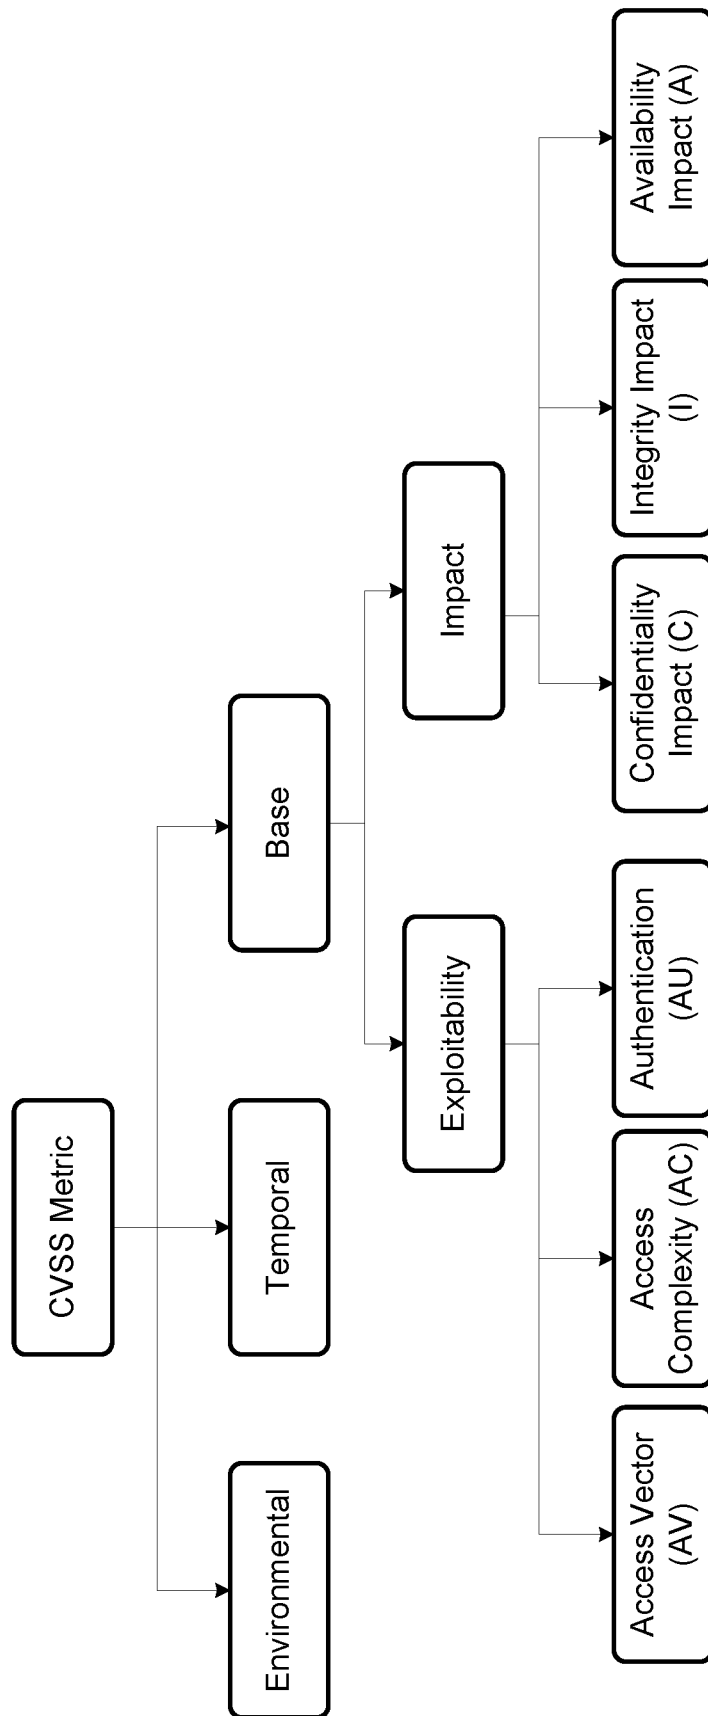 CVSS Metric
Environmental
Temporal
Base
Exploitability
Impact
Access Vector
(AV)
Access
Complexity (AC)
Authentication
(AU)
Confidentiality
Impact (C)
Integrity Impact
(I)
Availability
Impact (A)